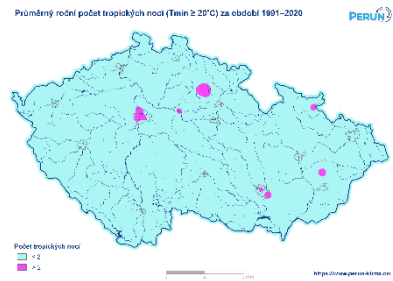 Průměrný roční počet tropických nocí (Tmin ≥ 20°C) za období 1991–2020
PERUN
Počet tropických nocí
< 2
> 2
https://www.perun-klima.cz/